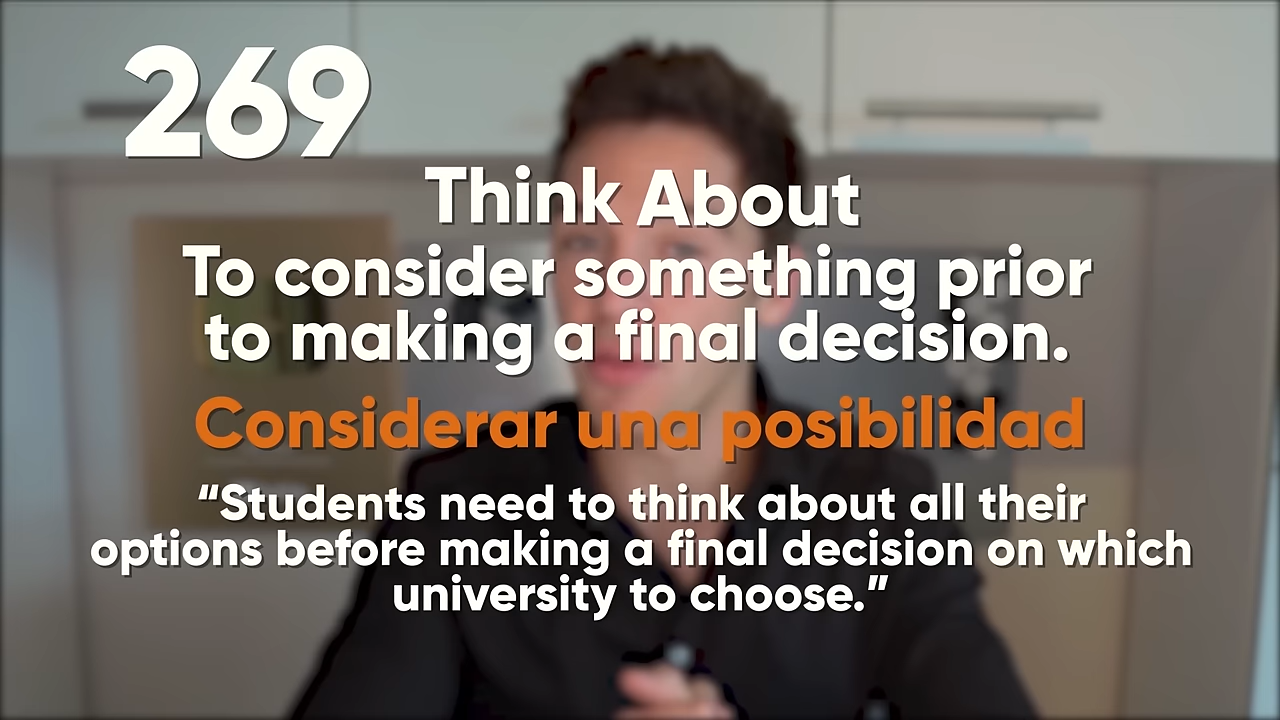 269
Think About
To consider something prior
to making a final decision.
Considerar una posibilidad
“Students need to think about all their
options before making a final decision on which
university to choose.”